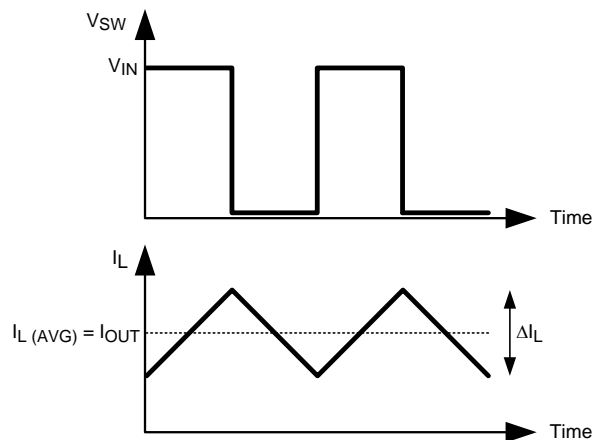 VSW
VIN
Time
IL
IL (AVG) = IOUT
ΔIL
Time